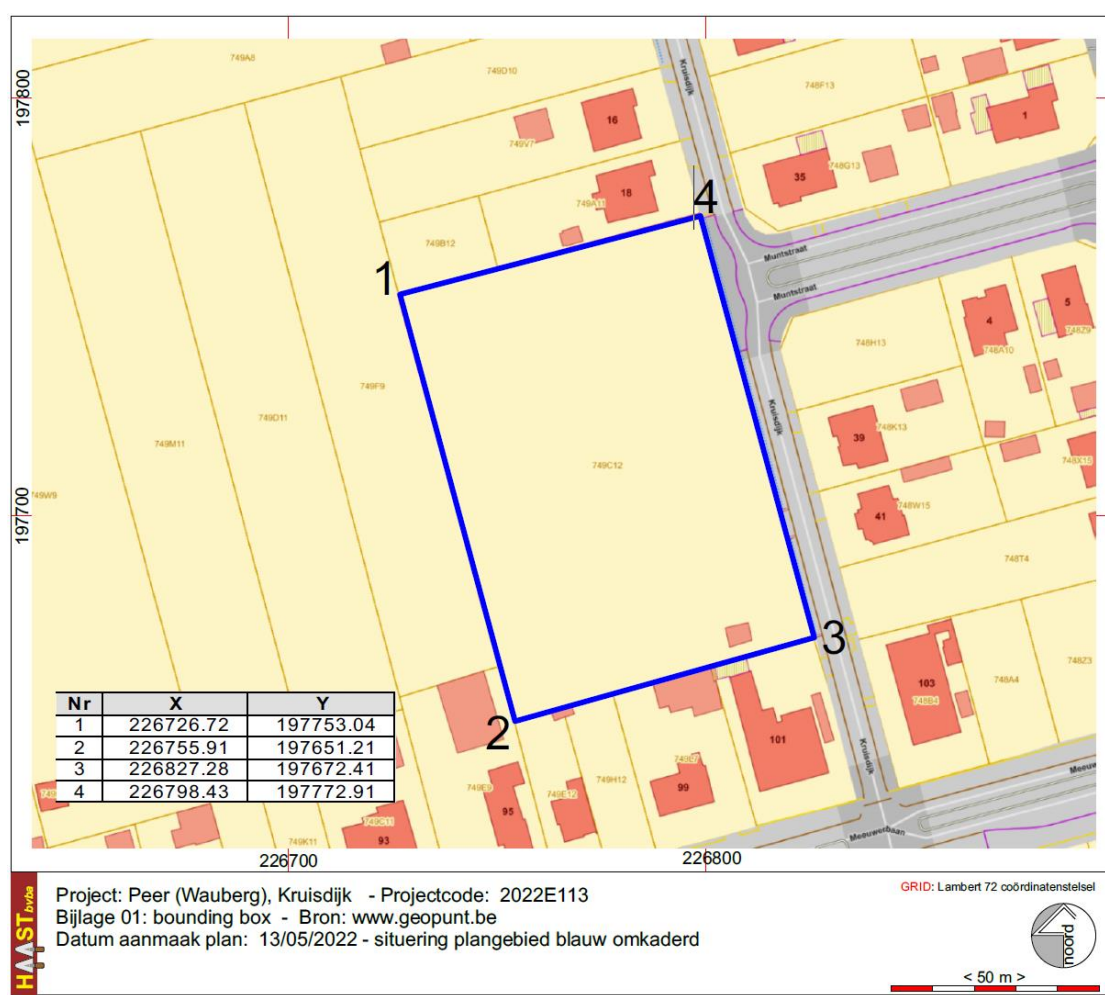 749A8
749D10
Kruisdijk
748F13
197800
16
749V7
1
35
748G13
18
749A11
4
749B12
Muntstraat
1
Muntstraat
5
4
748Z9
748A10
748H13
749F9
749D11
Kruisdijk
749M11
748K13
39
749C12
748X15
749W9
197700
748W15
41
748T4
3
748Z3
103
748A4
748B4
Nr X Y
1 226726.72 197753.04
2 226755.91 197651.21
3 226827.28 197672.41
4 226798.43 197772.91
2
101
Kruisdijk
749E9
749E12
749H12
99
95
749K11
93
Meeuwerbaan
226700
226800
Project: Peer (Wauberg), Kruisdijk - Projectcode: 2022E113
Bijlage 01: bounding box - Bron: www.geopunt.be
Datum aanmaak plan: 13/05/2022 - situering plangebied blauw omkaderd
GRID: Lambert 72 coördinatenstelsel
noord
< 50 m >
HAAST bvba